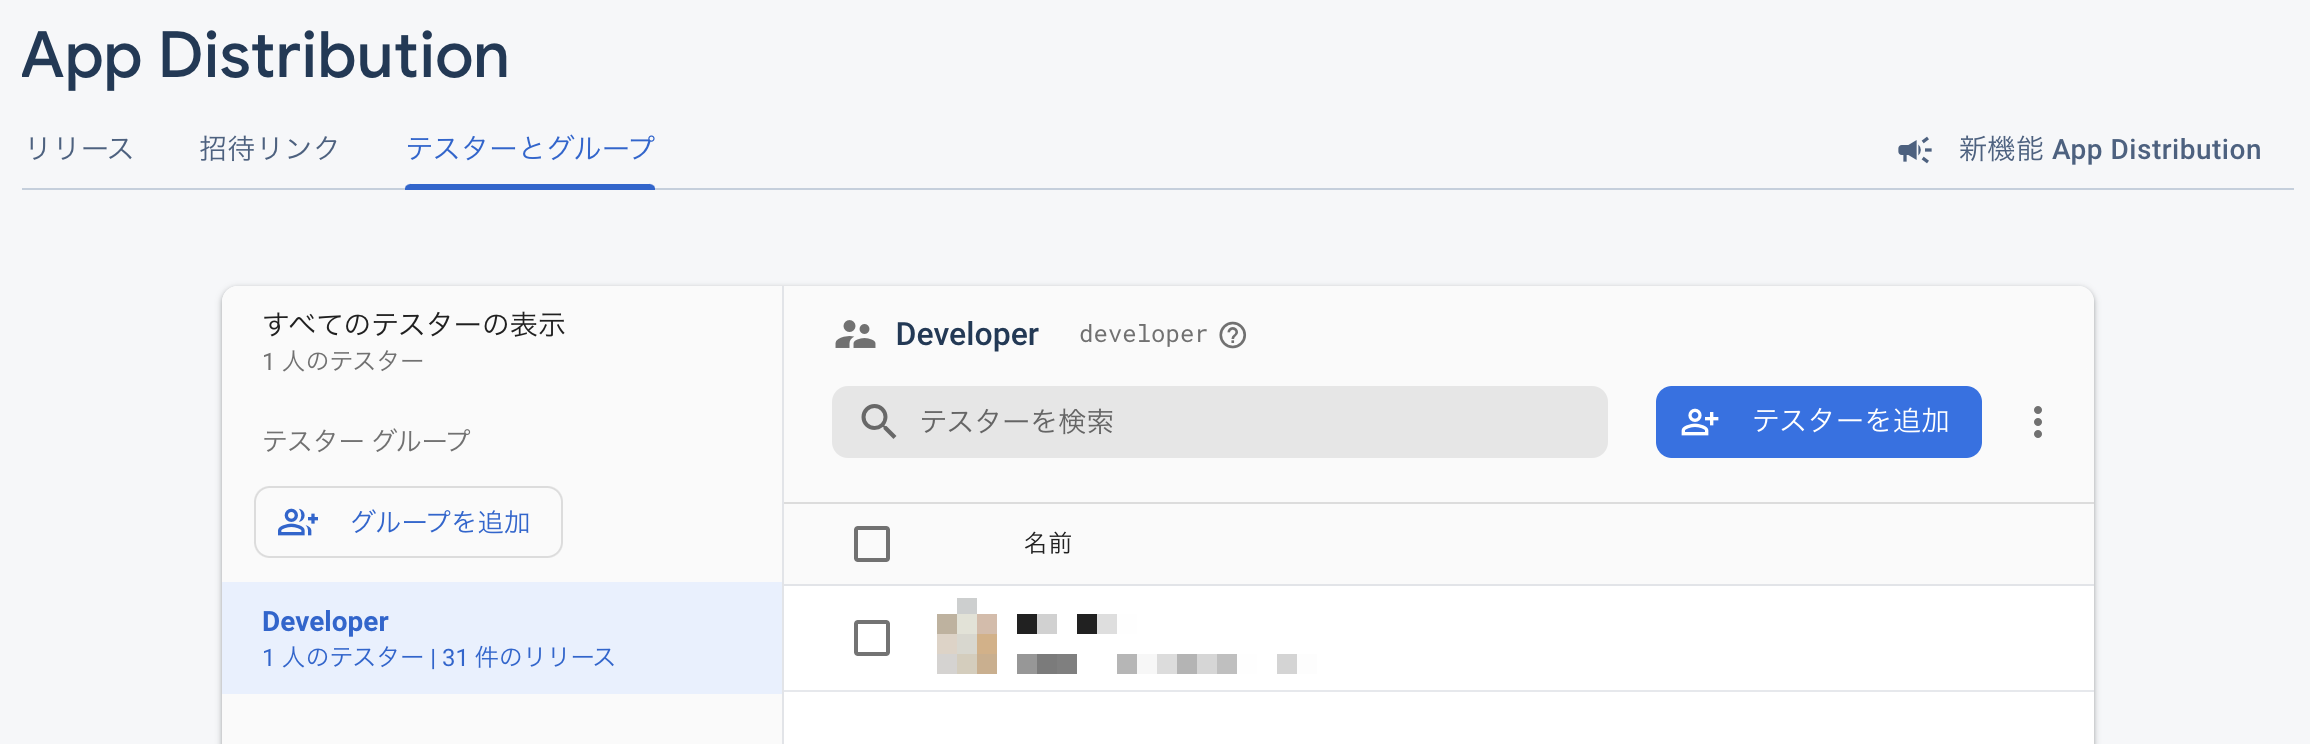 App Distribution
リリース 招待リンク テスターとグループ 新機能 App Distribution
すべてのテスターの表示
1 人のテスター
テスター グループ
グループを追加
Developer
1 人のテスター | 31 件のリリース
Developer developer
テスターを検索 テスターを追加
名前